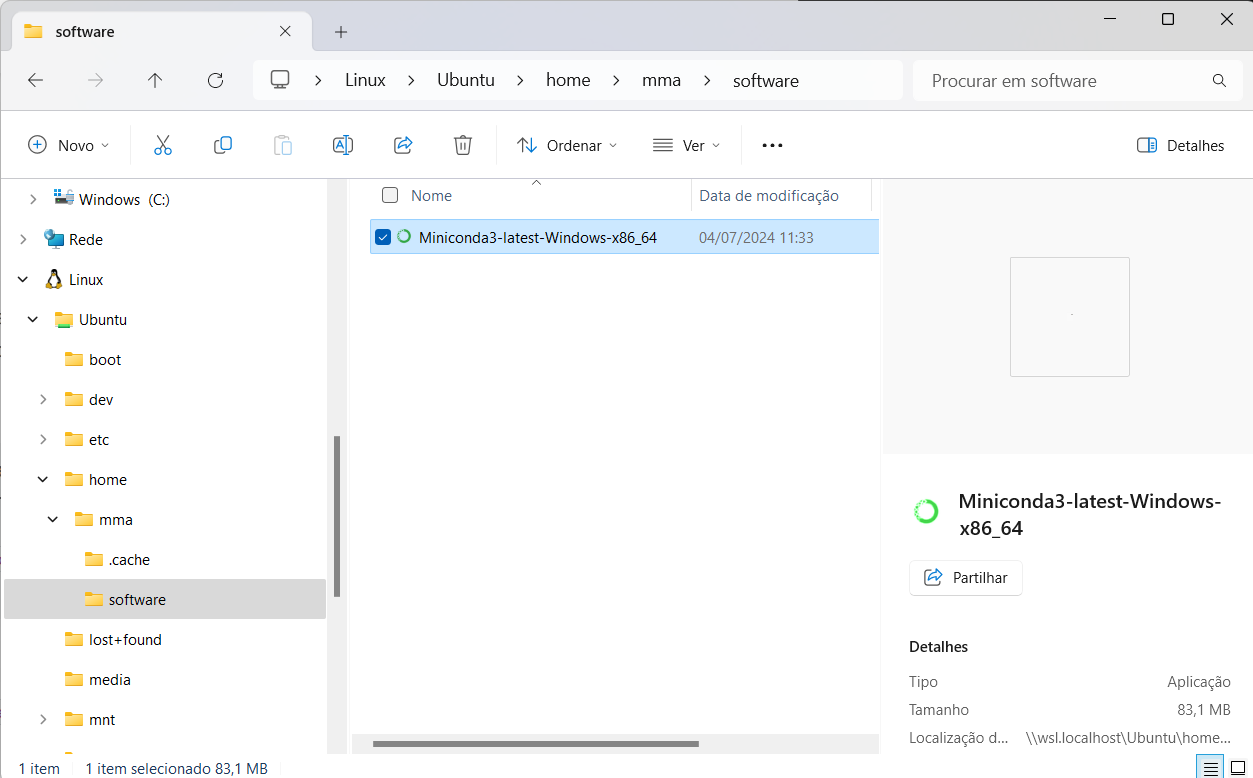 software
Linux > Ubuntu > home > mma > software
Procurar em software
Novo
Ordenar
Ver
Detalhes
Windows (C:)
Rede
Linux
Ubuntu
boot
dev
etc
home
mma
.cache
software
lost+found
media
mnt
Nome
Data de modificação
Miniconda3-latest-Windows-x86_64
04/07/2024 11:33
Miniconda3-latest-Windows-
x86_64
Partilhar
Detalhes
Tipo
Aplicação
Tamanho
83,1 MB
Localização d...
\\wsl.localhost\Ubuntu\home...
1 item
1 item selecionado 83,1 MB